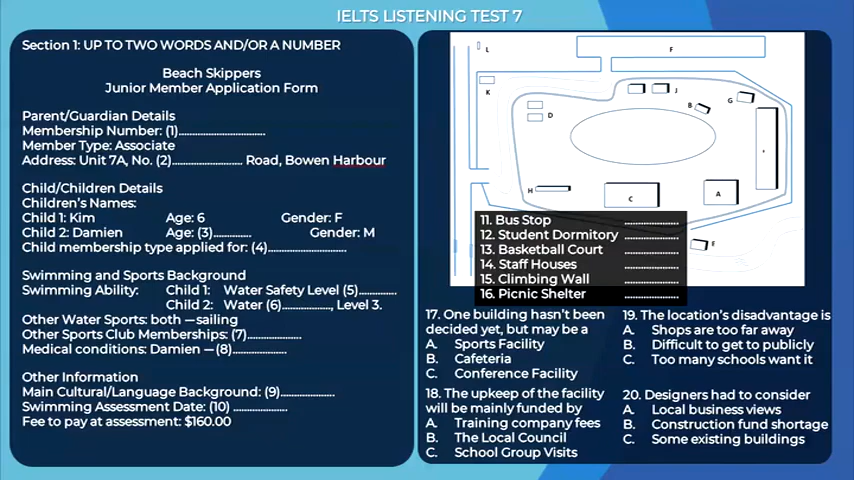 IELTS LISTENING TEST 7
Section 1: UP TO TWO WORDS AND/OR A NUMBER
Beach Skippers
Junior Member Application Form
Parent/Guardian Details
Membership Number: (1)..............................
Member Type: Associate
Address: Unit 7A, No. (2)........................ Road, Bowen Harbour
Child/Children Details
Children's Names:
Child 1: Kim Age: 6 Gender: F
Child 2: Damien Age: (3)............. Gender: M
Child membership type applied for: (4)...........................
Swimming and Sports Background
Swimming Ability: Child 1: Water Safety Level (5).............
Child 2: Water (6)................., Level 3.
Other Water Sports: both —sailing
Other Sports Club Memberships: (7)...................
Medical conditions: Damien —(8)...................
Other Information
Main Cultural/Language Background: (9)...................
Swimming Assessment Date: (10) ...................
Fee to pay at assessment: $160.00
L
F
K
J
B
G
D
H
C
A
F
11. Bus Stop ...................
12. Student Dormitory ...................
13. Basketball Court ...................
14. Staff Houses ...................
15. Climbing Wall ...................
16. Picnic Shelter ...................
17. One building hasn't been
decided yet, but may be a
A. Sports Facility
B. Cafeteria
C. Conference Facility
18. The upkeep of the facility
will be mainly funded by
A. Training company fees
B. The Local Council
C. School Group Visits
19. The location's disadvantage is
A. Shops are too far away
B. Difficult to get to publicly
C. Too many schools want it
20. Designers had to consider
A. Local business views
B. Construction fund shortage
C. Some existing buildings